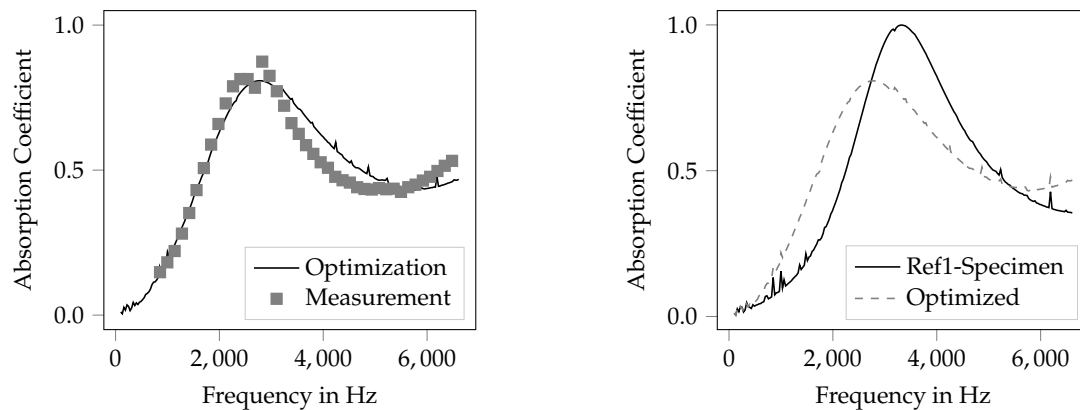 Absorption Coefficient
1.0
0.5
0.0
Optimization
Measurement
0
2,000
4,000
6,000
Frequency in Hz
Absorption Coefficient
1.0
0.5
0.0
Ref1-Specimen
Optimized
0
2,000
4,000
6,000
Frequency in Hz